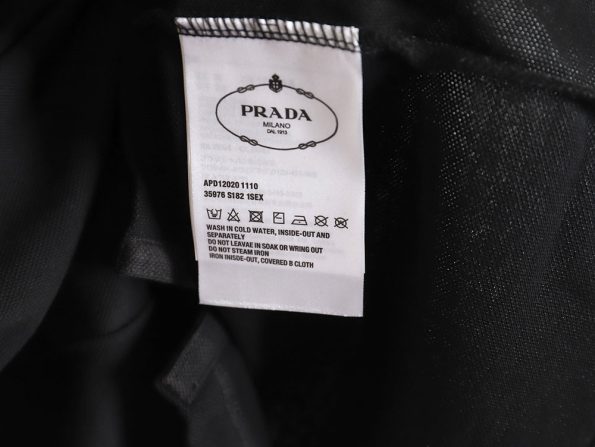 PRADA
MILANO
DAL 1913
APD12020 1110
35976 S182 1SEX
WASH IN COLD WATER, INSIDE-OUT AND
SEPARATELY
DO NOT LEAVAE IN SOAK OR WRING OUT
DO NOT STEAM IRON
IRON INISDE-OUT, COVERED B CLOTH